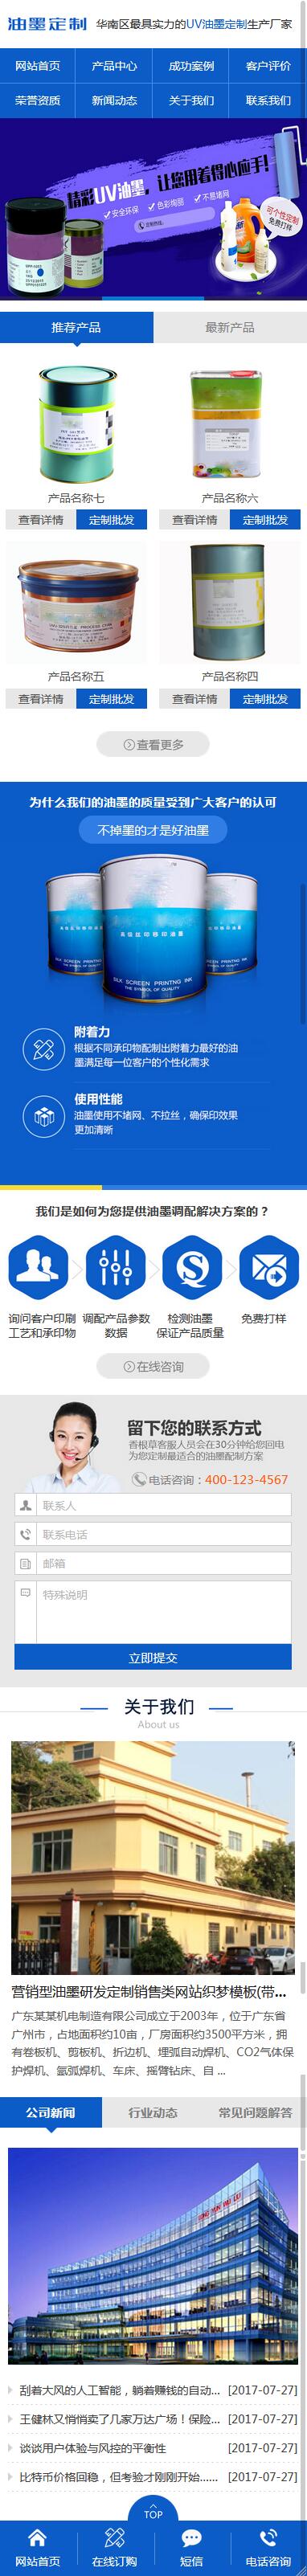 油墨定制 华南区最具实力的UV油墨定制生产厂家
网站首页 产品中心 成功案例 客户评价
荣誉资质 新闻动态 关于我们 联系我们
精彩UV油墨，让您用着得心应手！
✓安全环保 ✓色彩绚丽 ✓不易堵网
可个性定制
免费打样
推荐产品 最新产品
产品名称七 产品名称六
查看详情 定制批发 查看详情 定制批发
产品名称五 产品名称四
查看详情 定制批发 查看详情 定制批发
查看更多
为什么我们的油墨的质量受到广大客户的认可
不掉墨的才是好油墨
高级丝印移印油墨
SILK SCREEN PRINTNG INK
THE SYMBOL OF QUALITY
附着力
根据不同承印物配制出附着力最好的油
墨满足每一位客户的个性化需求
使用性能
油墨使用不堵网、不拉丝，确保印效果
更加清晰
我们是如何为您提供油墨调配解决方案的？
询问客户印刷 调配产品参数 检测油墨 免费打样
工艺和承印物 数据 保证产品质量
在线咨询
留下您的联系方式
香根草客服人员会在30分钟给您回电
为您定制最适合的油墨配制方案
电话咨询：400-123-4567
联系人
联系电话
邮箱
特殊说明
立即提交
关于我们
About us
营销型油墨研发定制销售类网站织梦模板(带...
广东某某机电制造有限公司成立于2003年，位于广东省
广州市，占地面积约10亩，厂房面积约3500平方米，拥
有卷板机、剪板机、折边机、埋弧自动焊机、CO2气体保
护焊机、氩弧焊机、车床、摇臂钻床、自 ...
公司新闻 行业动态 常见问题解答
刮着大风的人工智能，躺着赚钱的自动... [2017-07-27]
王健林又悄悄卖了几家万达广场！保险... [2017-07-27]
谈谈用户体验与风控的平衡性 [2017-07-27]
比特币价格回稳，但考验才刚刚开始...... [2017-07-27]
TOP
网站首页 在线订购 短信 电话咨询